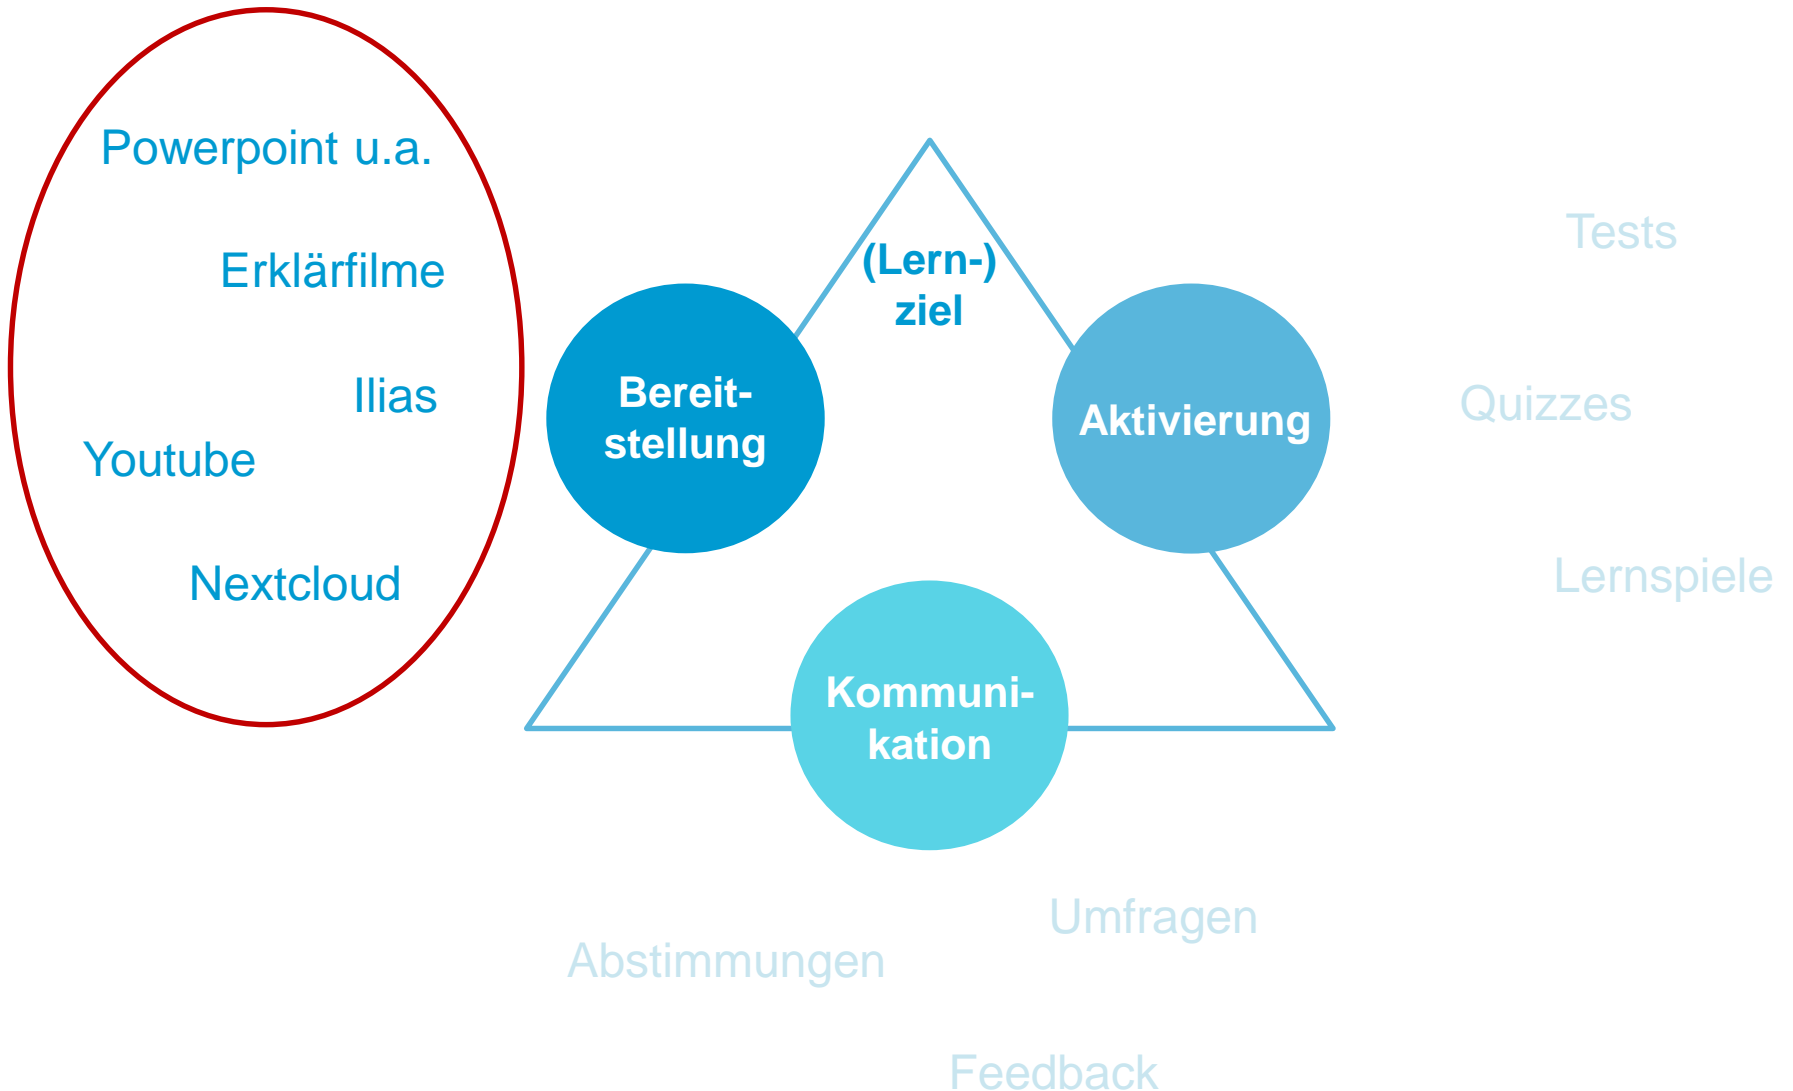 Powerpoint u.a.
Erklärfilme
Ilias
Youtube
Nextcloud
(Lern-)
ziel
Bereit-
stellung
Aktivierung
Kommuni-
kation
Tests
Quizzes
Lernspiele
Umfragen
Abstimmungen
Feedback